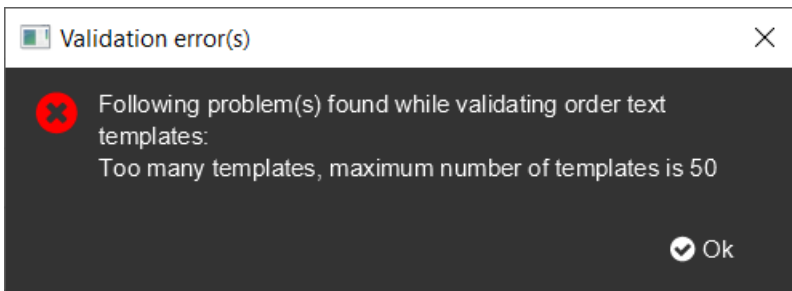 Validation error(s)
Following problem(s) found while validating order text
templates:
Too many templates, maximum number of templates is 50
Ok